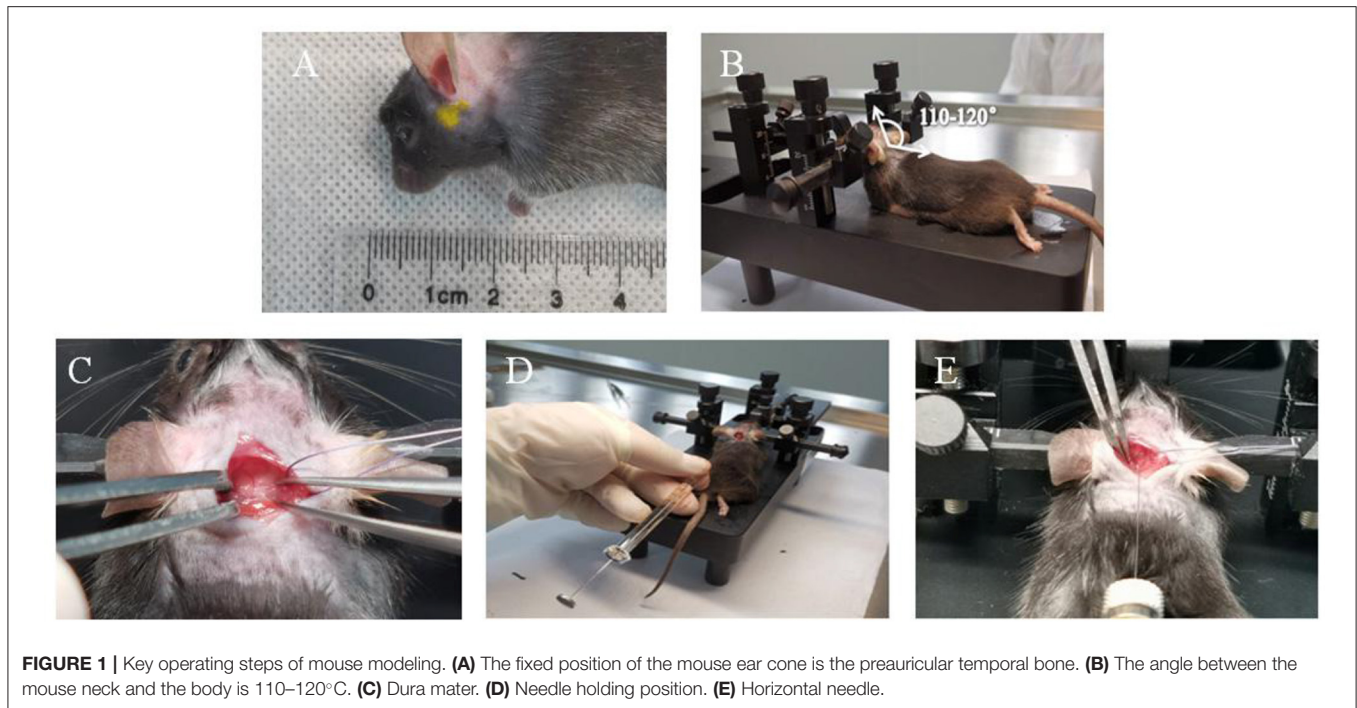 A
B
110-120°
0 1cm 2 3 4
C
D
E
FIGURE 1 | Key operating steps of mouse modeling. (A) The fixed position of the mouse ear cone is the preauricular temporal bone. (B) The angle between the
mouse neck and the body is 110–120°C. (C) Dura mater. (D) Needle holding position. (E) Horizontal needle.